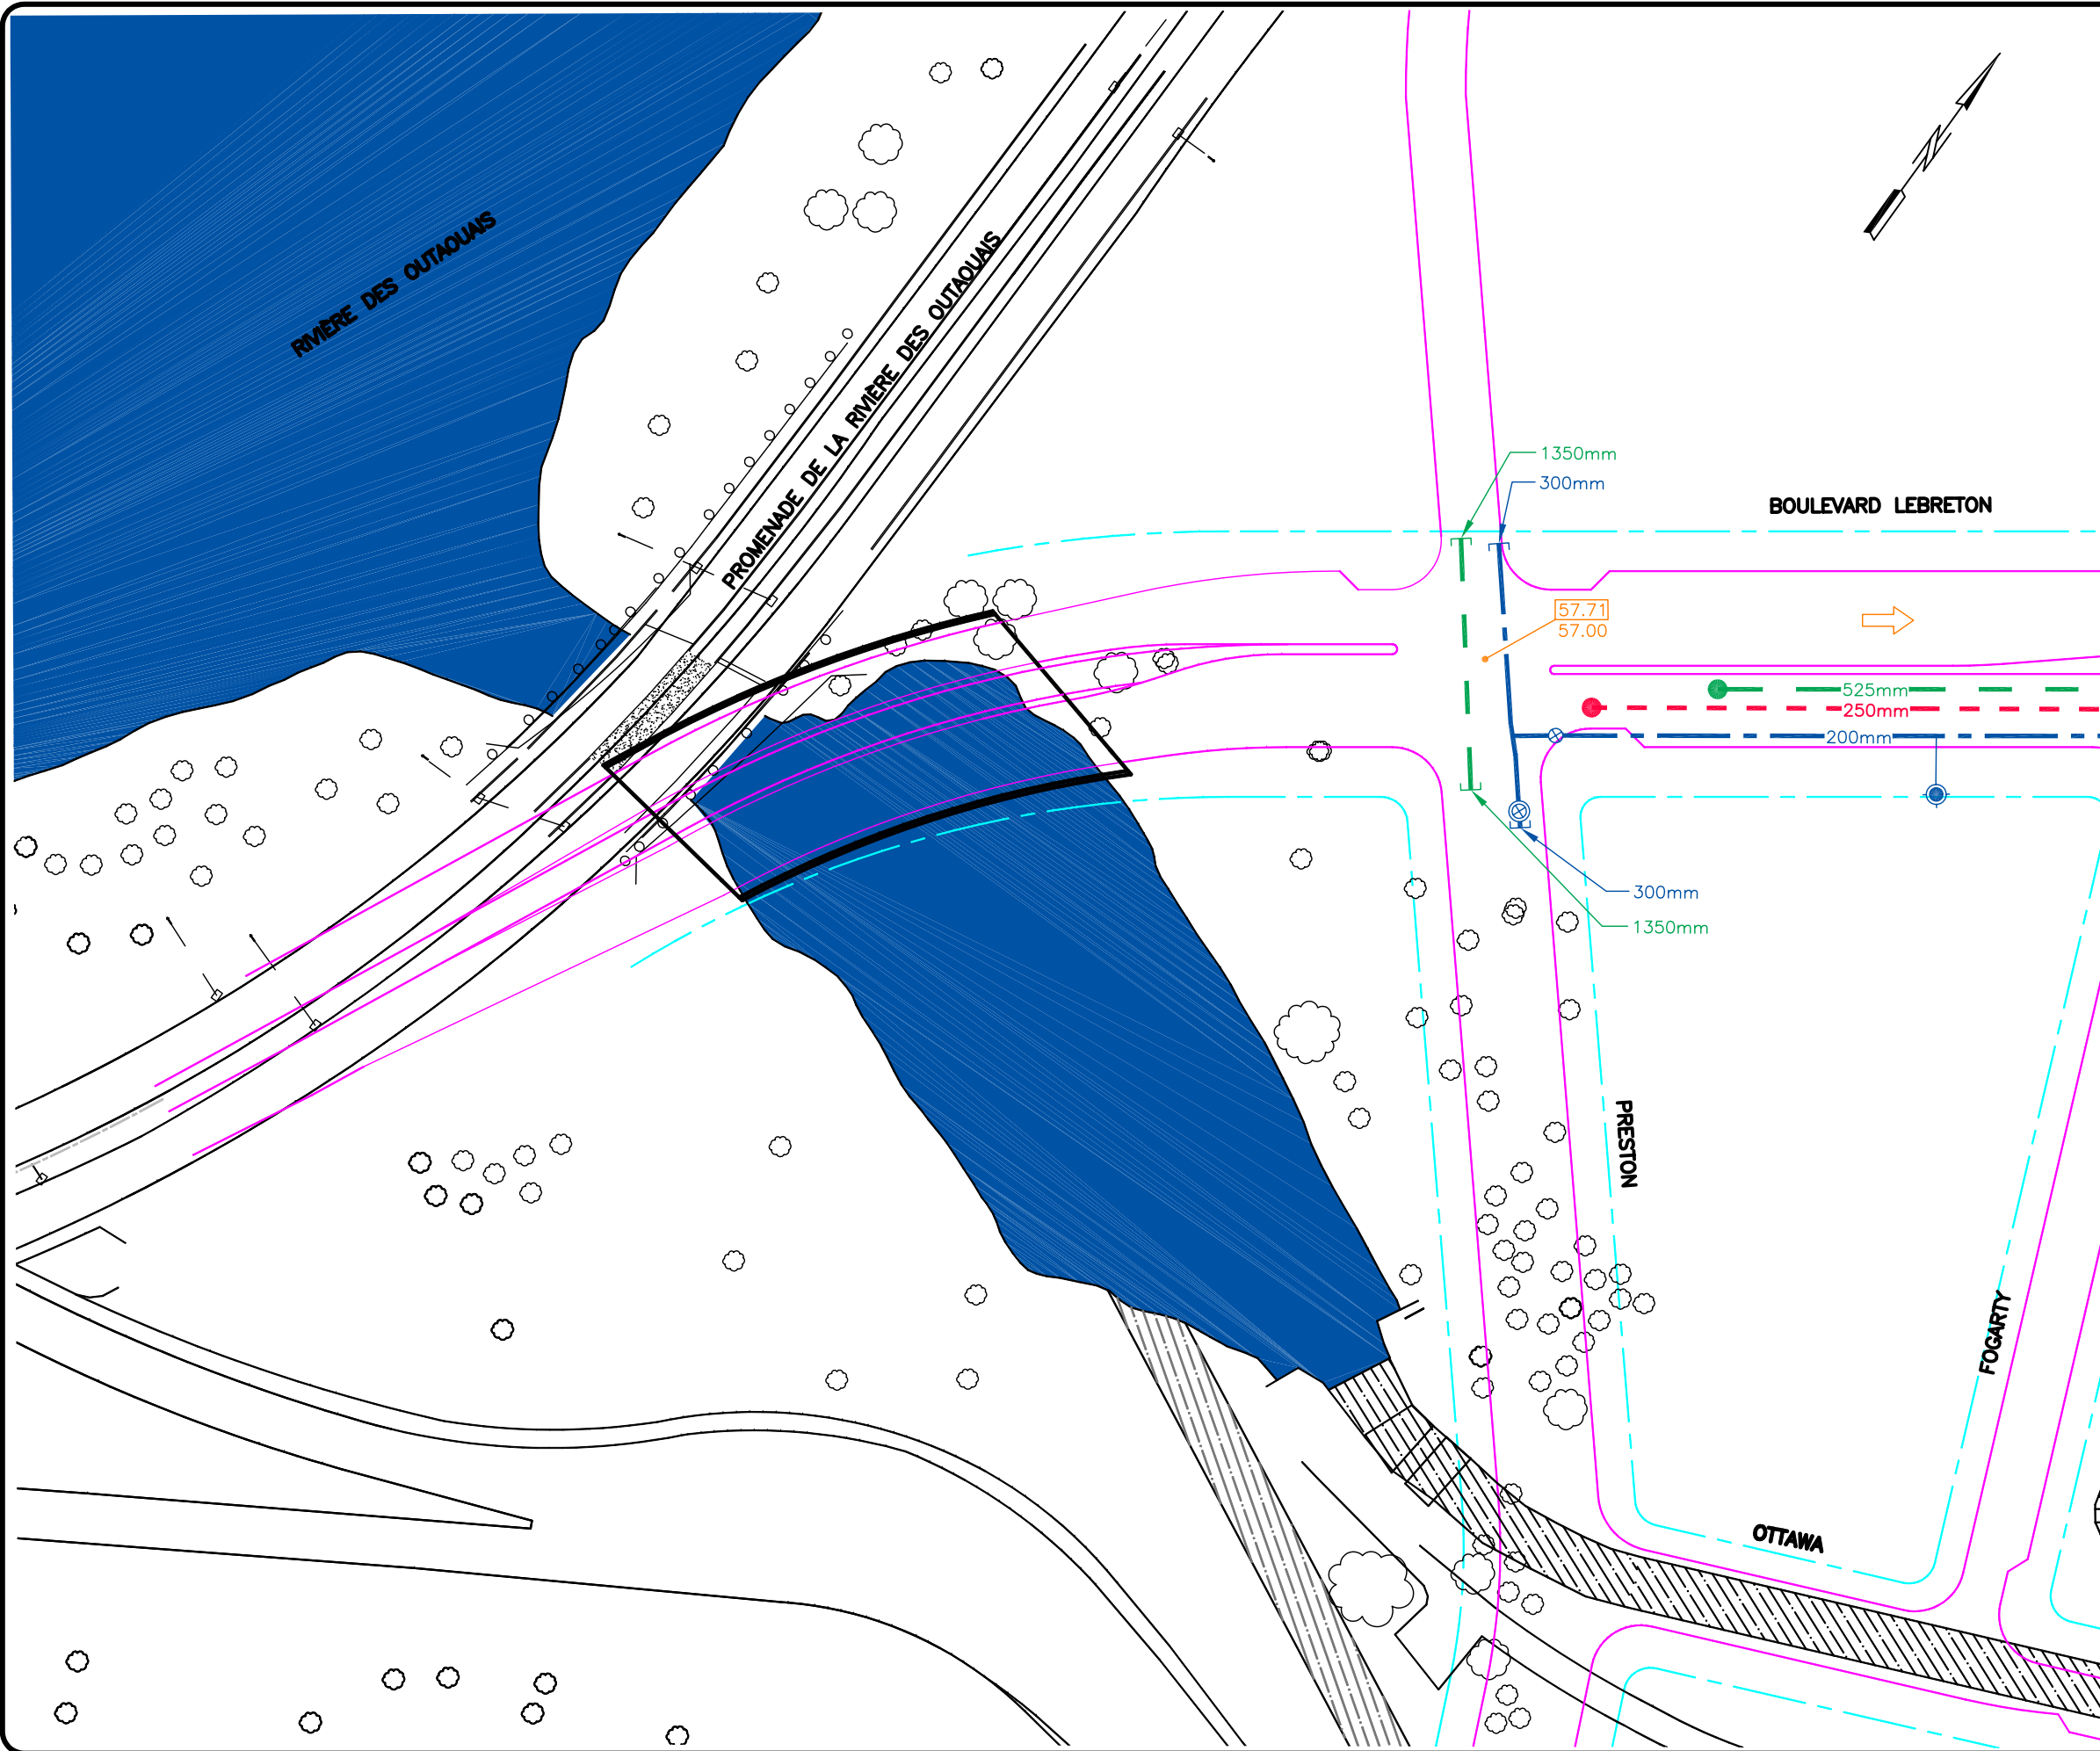 RIVIÈRE DES OUTAOUAIS
PROMENADE DE LA RIVIÈRE DES OUTAOUAIS
N
1350mm
300mm
BOULEVARD LEBRETON
57.71
57.00
525mm
250mm
200mm
300mm
1350mm
PRESTON
FOGARTY
OTTAWA